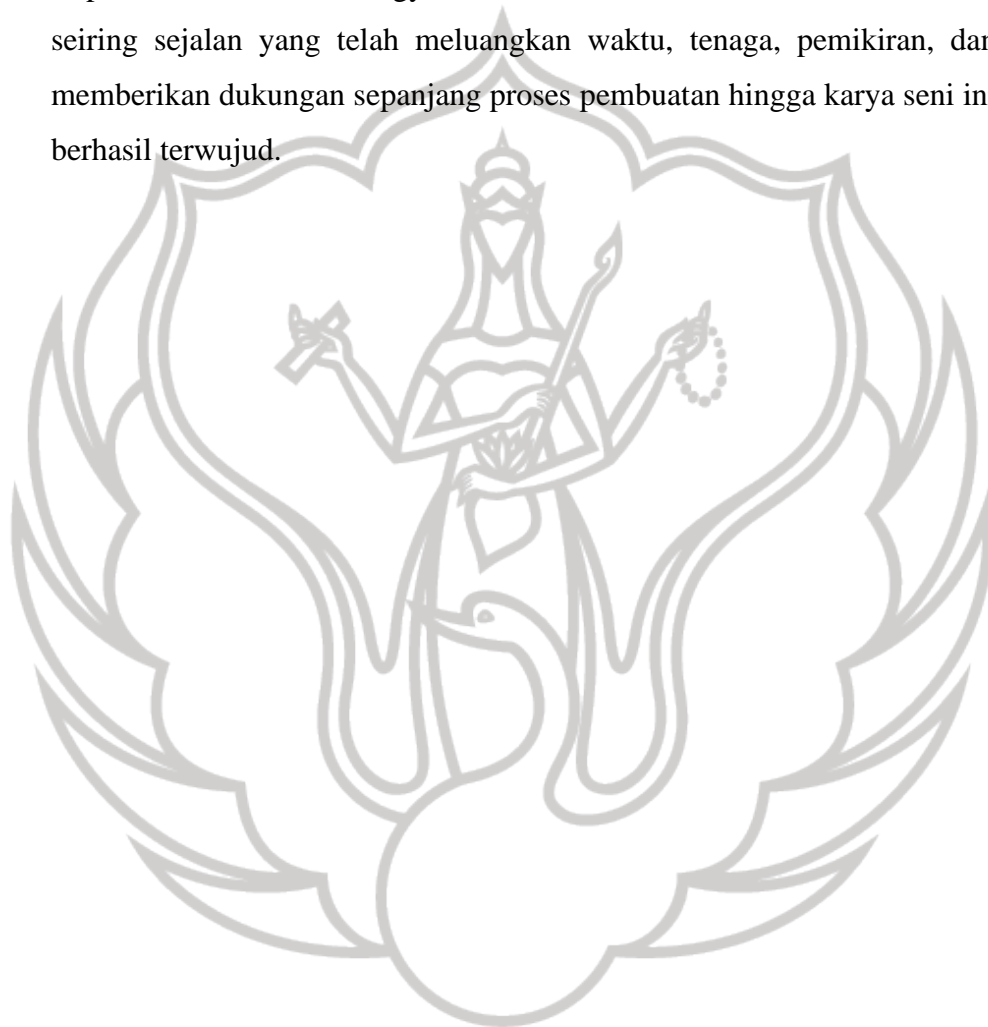 seiring sejalan yang telah meluangkan waktu, tenaga, pemikiran, dan
memberikan dukungan sepanjang proses pembuatan hingga karya seni in
berhasil terwujud.